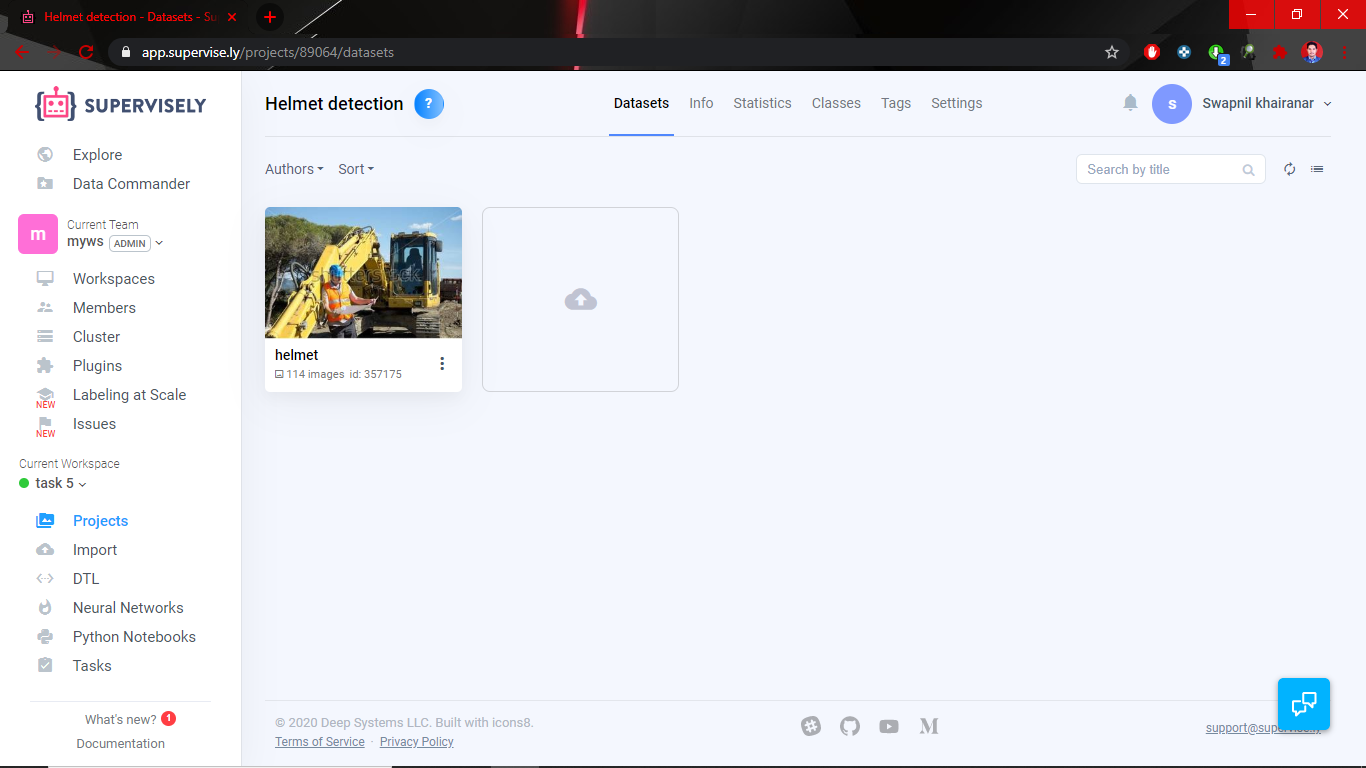 Helmet detection - Datasets - Su
app.supervise.ly/projects/89064/datasets
2
SUPERVISELY
Explore
Data Commander
m
Current Team
myws ADMIN
Workspaces
Members
Cluster
Plugins
Labeling at Scale
NEW
Issues
NEW
Current Workspace
task 5
Projects
Import
DTL
Neural Networks
Python Notebooks
Tasks
What's new? 1
Documentation
Helmet detection ?
Datasets Info Statistics Classes Tags Settings
s Swapnil khairanar
Authors Sort
Search by title
helmet
114 images id: 357175
© 2020 Deep Systems LLC. Built with icons8.
Terms of Service · Privacy Policy
M
support@supervise.ly